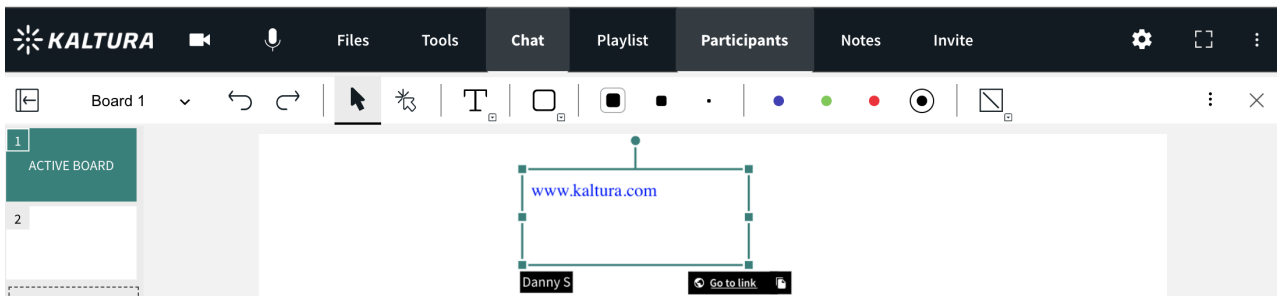 KALTURA Files Tools Chat Playlist Participants Notes Invite
Board 1 T
1
ACTIVE BOARD
www.kaltura.com
2
Danny S Go to link